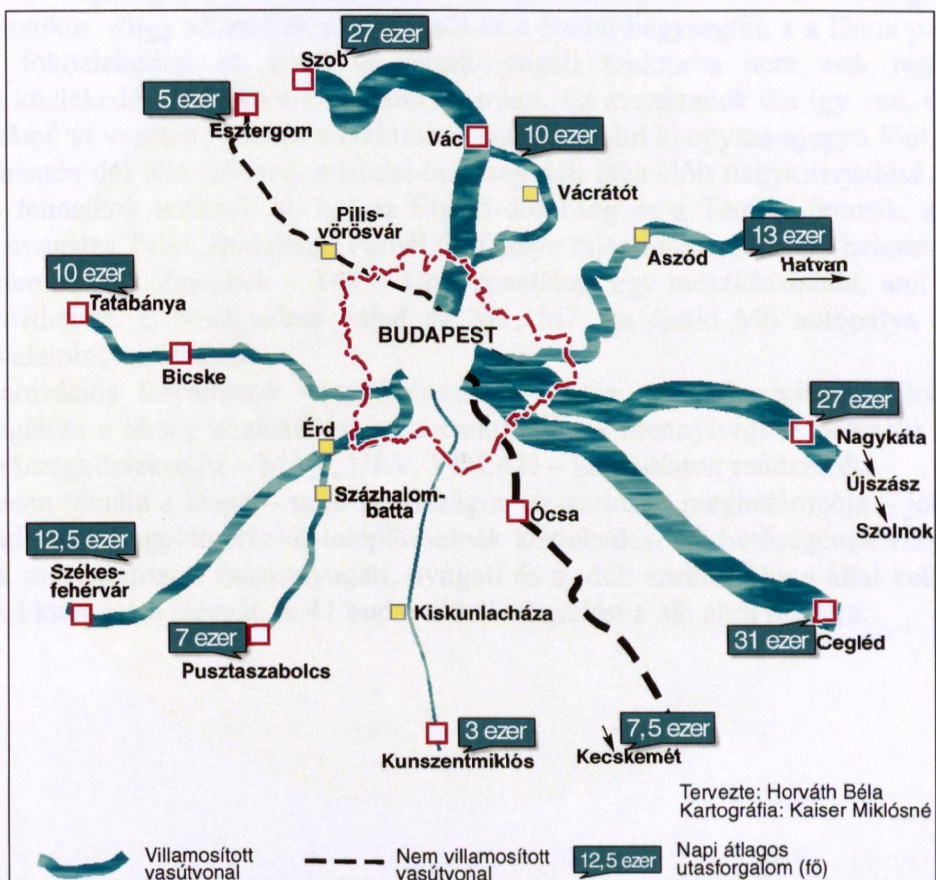 27 ezer
Szob
5 ezer
Esztergom
Vác
10 ezer
Vácrátót
Pilis-
vörösvár
Aszód
13 ezer
Hatvan
10 ezer
Tatabánya
BUDAPEST
Bicske
27 ezer
Nagykáta
Érd
Újszász
Százhalom-
batta
Ócsa
Szolnok
12,5 ezer
Székes-
fehérvár
Kiskunlacháza
7 ezer
31 ezer
Cegléd
Pusztaszabolcs
3 ezer
7,5 ezer
Kunszentmiklós
Kecskemét
Tervezte: Horváth Béla
Kartográfia: Kaiser Miklósné
Villamosított
vasútvonal
Nem villamosított
vasútvonal
12,5 ezer
Napi átlagos
utasforgalom (fő)